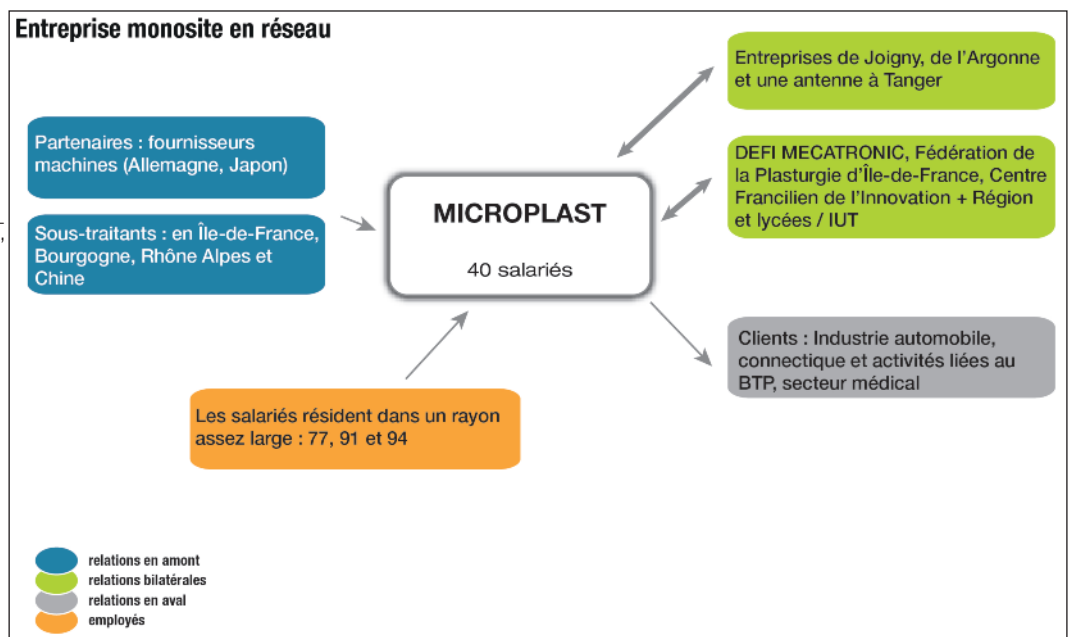 Entreprise monosite en réseau
Entreprises de Joigny, de l'Argonne
et une antenne à Tanger
Partenaires : fournisseurs
machines (Allemagne, Japon)
DEFI MECATRONIC, Fédération de
la Plasturgie d'Île-de-France, Centre
Francilien de l'Innovation + Région
et lycées / IUT
MICROPLAST
40 salariés
Sous-traitants : en Île-de-France,
Bourgogne, Rhône Alpes et
Chine
Clients : Industrie automobile,
connectique et activités liées au
BTP, secteur médical
Les salariés résident dans un rayon
assez large : 77, 91 et 94
relations en amont
relations bilatérales
relations en aval
employés